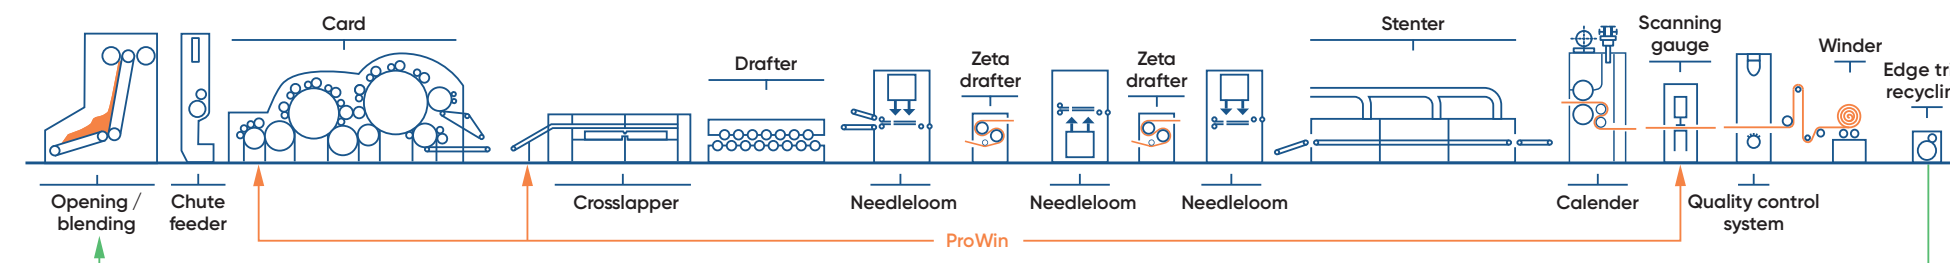 Card
Drafter
Zeta
drafter
Zeta
drafter
Stenter
Scanning
gauge
Winder
Edge
Opening /
blending
Chute
feeder
Crosslapper
Needleloom
Needleloom
Needleloom
Calender
Quality control
system
ProWin